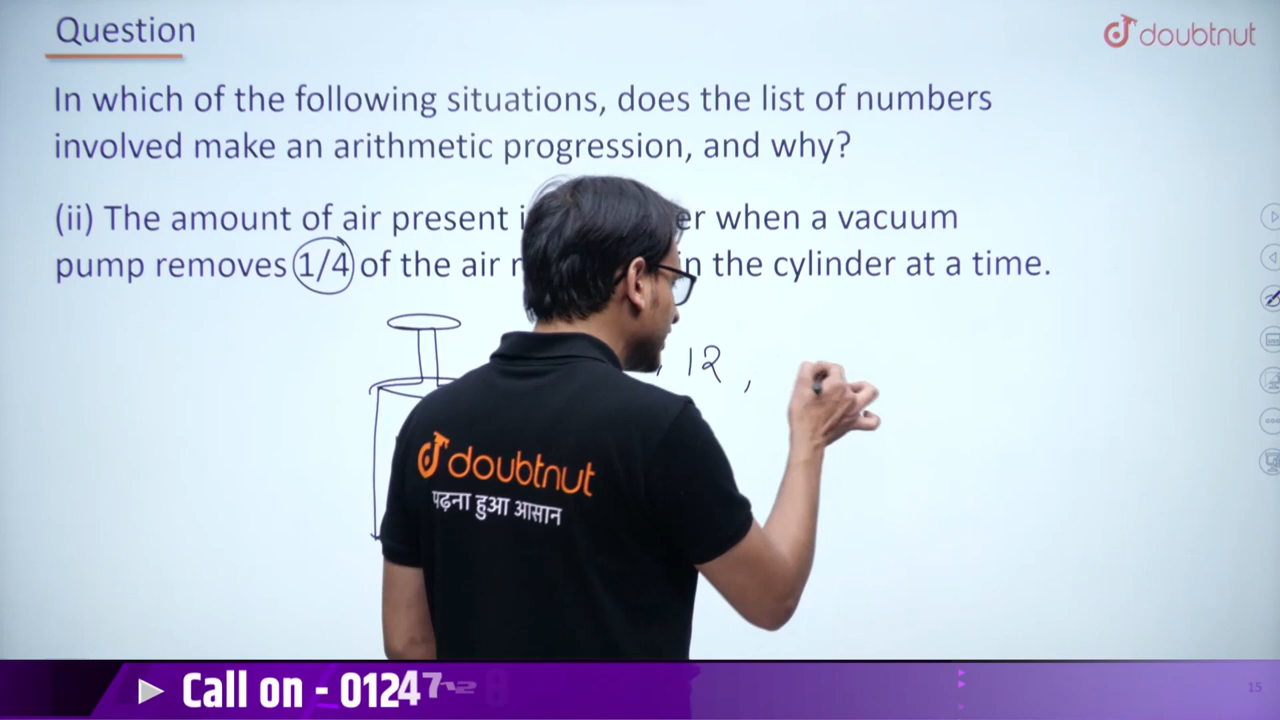 Question
doubtnut
In which of the following situations, does the list of numbers
involved make an arithmetic progression, and why?
(ii) The amount of air present when a vacuum
pump removes 1/4 of the air in the cylinder at a time.
, 12 ,
doubtnut
पढ़ना हुआ आसान
Call on - 01247
15